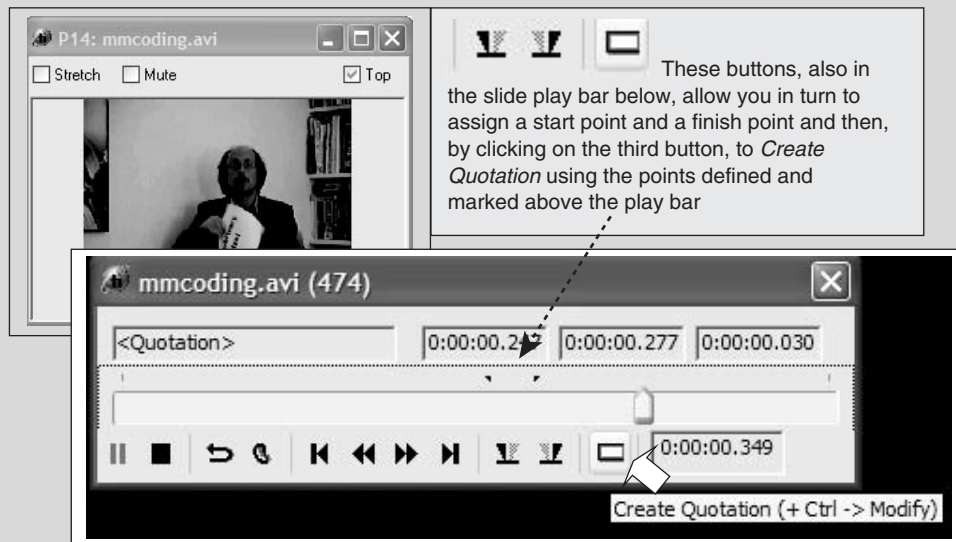 P14: mmcoding.avi
Stretch Mute Top
These buttons, also in
the slide play bar below, allow you in turn to
assign a start point and a finish point and then,
by clicking on the third button, to Create
Quotation using the points defined and
marked above the play bar
mmcoding.avi (474)
<Quotation> 0:00:00.277 0:00:00.030
0:00:00.349
Create Quotation (+ Ctrl -> Modify)